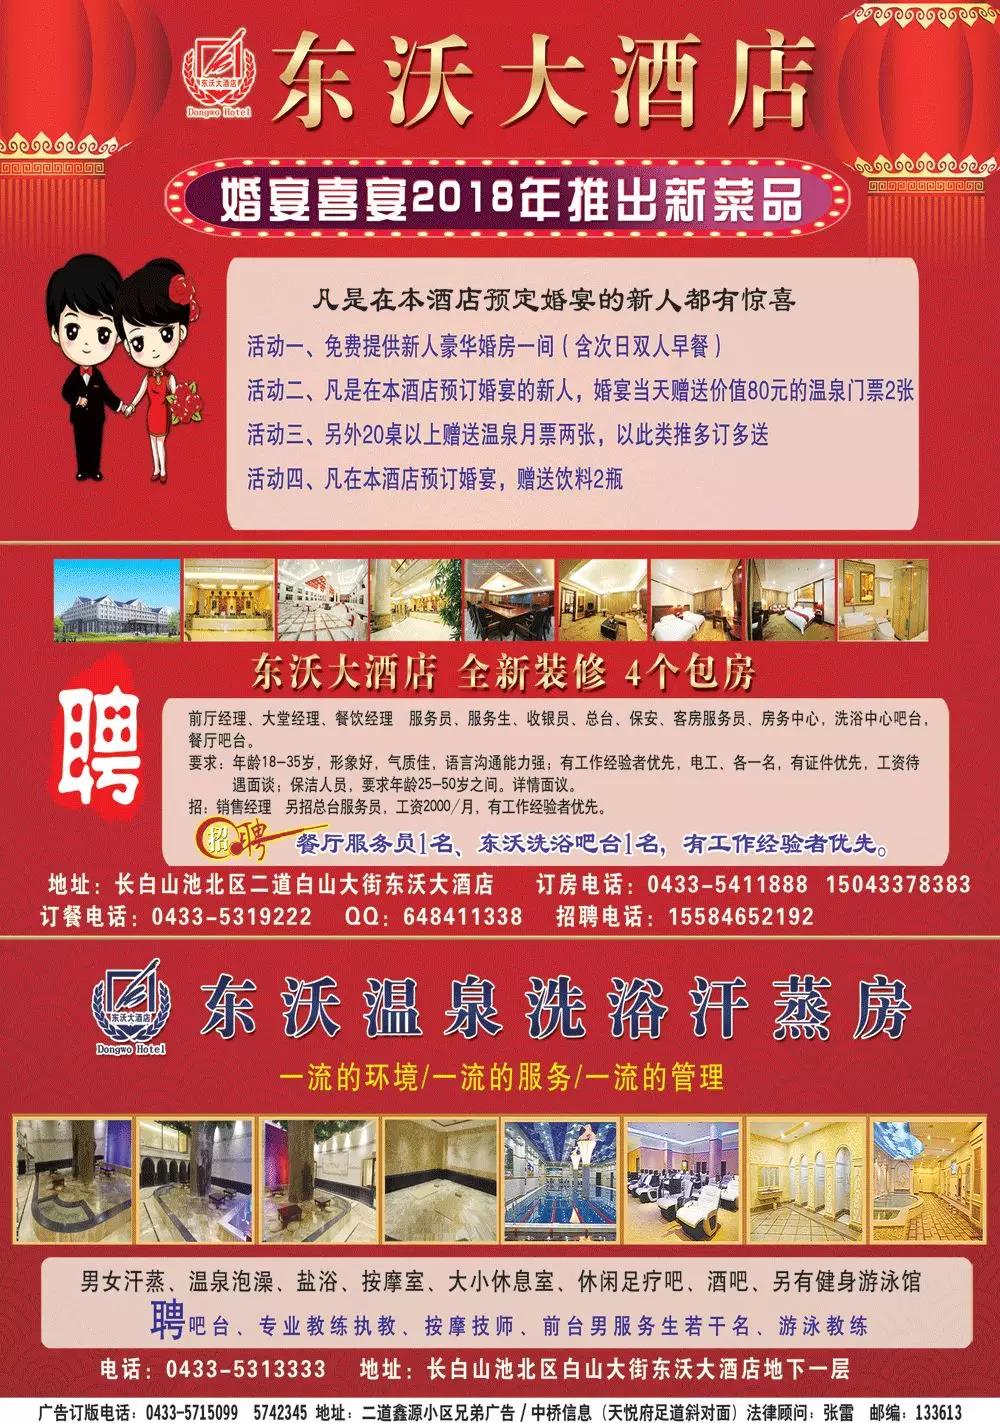 东沃大酒店
Dongwo Hotel
东沃大酒店
婚宴喜宴2018年推出新菜品
凡是在本酒店预定婚宴的新人都有惊喜
活动一、免费提供新人豪华婚房一间（含次日双人早餐）
活动二、凡是在本酒店预订婚宴的新人，婚宴当天赠送价值80元的温泉门票2张
活动三、另外20桌以上赠送温泉月票两张，以此类推多订多送
活动四、凡在本酒店预订婚宴，赠送饮料2瓶
东沃大酒店 全新装修 4个包房
聘
前厅经理、大堂经理、餐饮经理 服务员、服务生、收银员、总台、保安、客房服务员、房务中心，洗浴中心吧台，
餐厅吧台。
要求：年龄18-35岁，形象好，气质佳，语言沟通能力强；有工作经验者优先，电工、各一名，有证件优先，工资待
遇面谈；保洁人员，要求年龄25-50岁之间。详情面议。
招：销售经理 另招总台服务员，工资2000/月，有工作经验者优先。
招聘 餐厅服务员1名、东沃洗浴吧台1名，有工作经验者优先。
地址：长白山池北区二道白山大街东沃大酒店 订房电话：0433-5411888 15043378383
订餐电话：0433-5319222 QQ：648411338 招聘电话：15584652192
东沃大酒店
Dongwo Hotel
东沃温泉洗浴汗蒸房
一流的环境/一流的服务/一流的管理
男女汗蒸、温泉泡澡、盐浴、按摩室、大小休息室、休闲足疗吧、酒吧、另有健身游泳馆
聘吧台、专业教练执教、按摩技师、前台男服务生若干名、游泳教练
电话：0433-5313333 地址：长白山池北区白山大街东沃大酒店地下一层
广告订版电话：0433-5715099 5742345 地址：二道鑫源小区兄弟广告/中桥信息（天悦府足道斜对面）法律顾问：张雷 邮编：133613